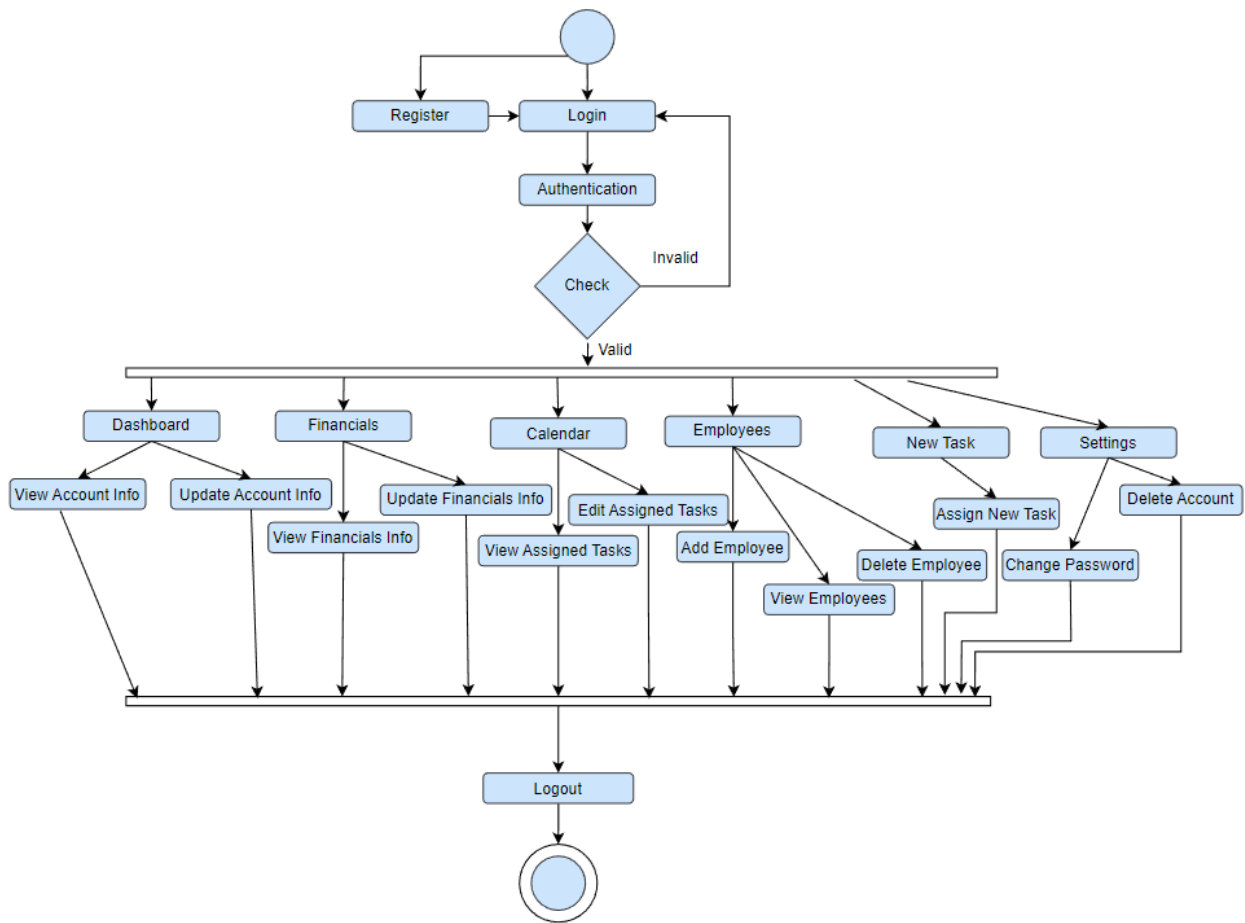 Register
Login
Authentication
Check
Invalid
Valid
Dashboard
Financials
Calendar
Employees
New Task
Settings
View Account Info
Update Account Info
Update Financials Info
Edit Assigned Tasks
Assign New Task
Delete Account
View Financials Info
View Assigned Tasks
Add Employee
Delete Employee
Change Password
View Employees
Logout